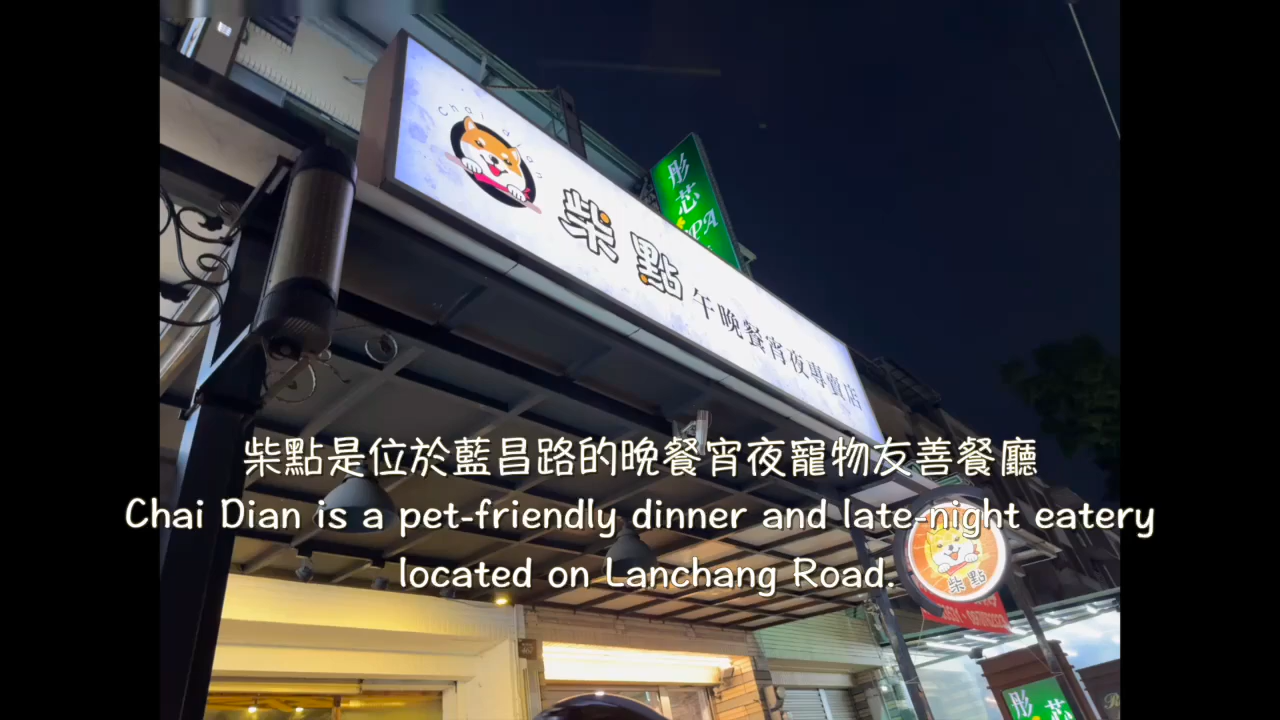 Chai dian
柴點
午晚餐宵夜專賣店
彤芯
SPA
柴點是位於藍昌路的晚餐宵夜寵物友善餐廳
Chai Dian is a pet-friendly dinner and late-night eatery
located on Lanchang Road.
柴點
彤芯